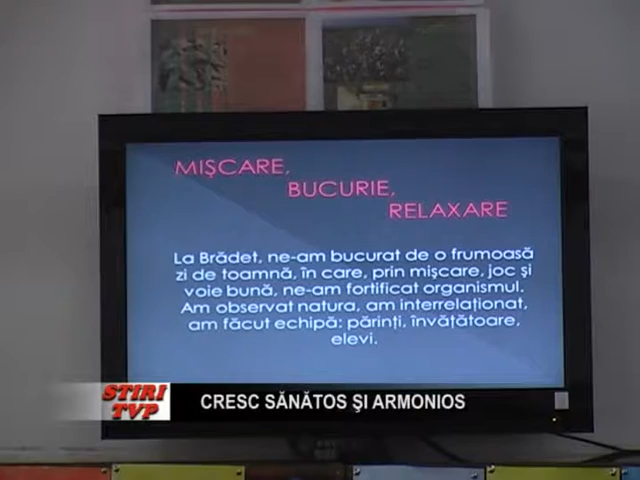 MIŞCARE,
BUCURIE,
RELAXARE
La Brădet, ne-am bucurat de o frumoasă
zi de toamnă, în care, prin mişcare, joc şi
voie bună, ne-am fortificat organismul.
Am observat natura, am interrelaţionat,
am făcut echipă: părinţi, învăţătoare,
elevi.
STIRI
TVP
CRESC SĂNĂTOS ŞI ARMONIOS